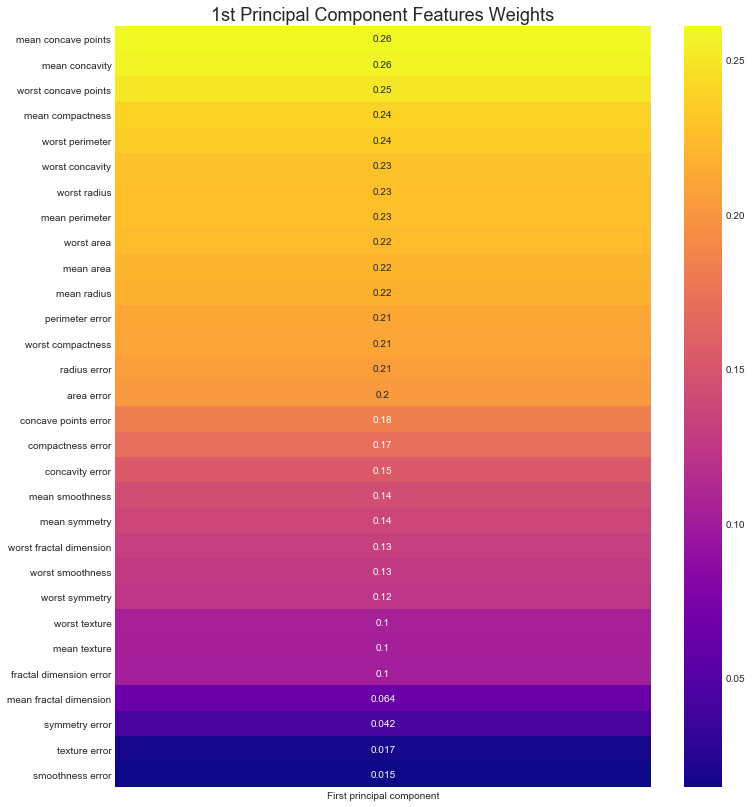 1st Principal Component Features Weights
mean concave points 0.26
mean concavity 0.26
worst concave points 0.25
mean compactness 0.24
worst perimeter 0.24
worst concavity 0.23
worst radius 0.23
mean perimeter 0.23
worst area 0.22
mean area 0.22
mean radius 0.22
perimeter error 0.21
worst compactness 0.21
radius error 0.21
area error 0.2
concave points error 0.18
compactness error 0.17
concavity error 0.15
mean smoothness 0.14
mean symmetry 0.14
worst fractal dimension 0.13
worst smoothness 0.13
worst symmetry 0.12
worst texture 0.1
mean texture 0.1
fractal dimension error 0.1
mean fractal dimension 0.064
symmetry error 0.042
texture error 0.017
smoothness error 0.015
First principal component
0.25
0.20
0.15
0.10
0.05